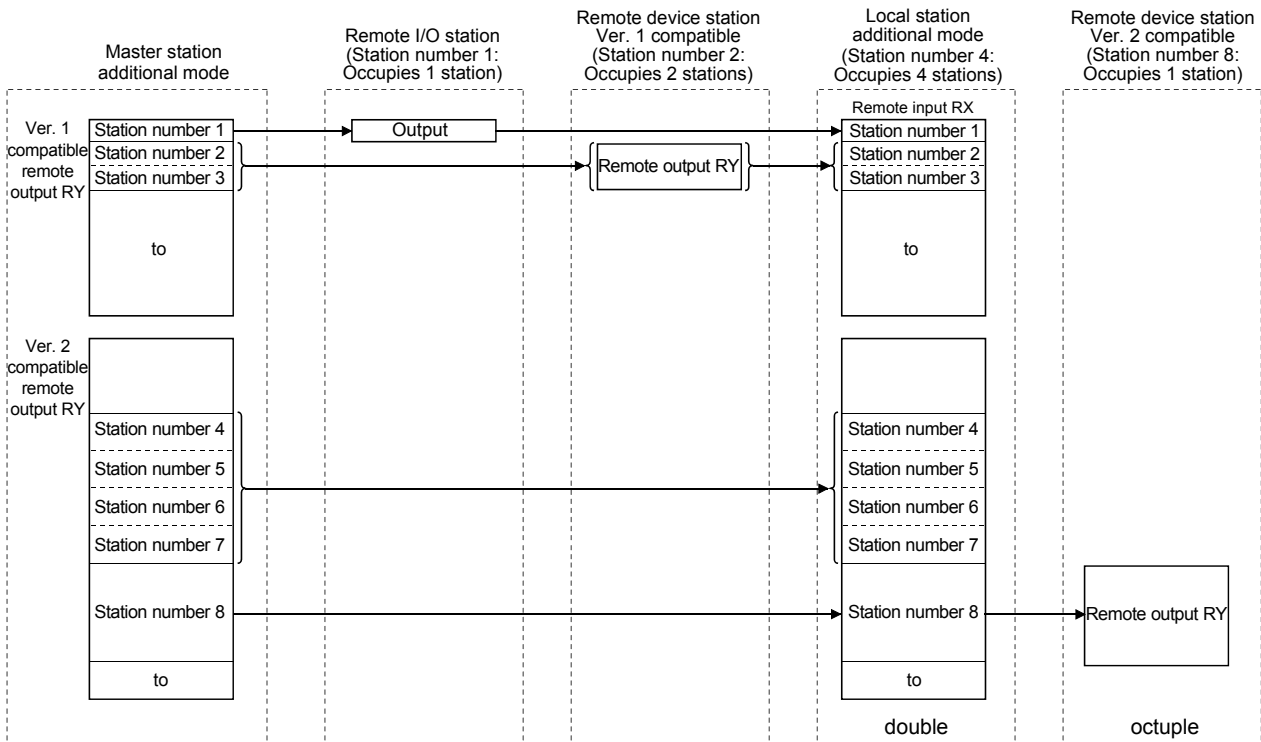 Master station
additional mode
Remote I/O station
(Station number 1:
Occupies 1 station)
Remote device station
Ver. 1 compatible
(Station number 2:
Occupies 2 stations)
Local station
additional mode
(Station number 4:
Occupies 4 stations)
Remote device station
Ver. 2 compatible
(Station number 8:
Occupies 1 station)
Ver. 1
compatible
remote
output RY
Station number 1
Station number 2
Station number 3
to
Output
Remote output RY
Remote input RX
Station number 1
Station number 2
Station number 3
to
Ver. 2
compatible
remote
output RY
Station number 4
Station number 5
Station number 6
Station number 7
Station number 8
to
Station number 4
Station number 5
Station number 6
Station number 7
Station number 8
to
Remote output RY
double
octuple